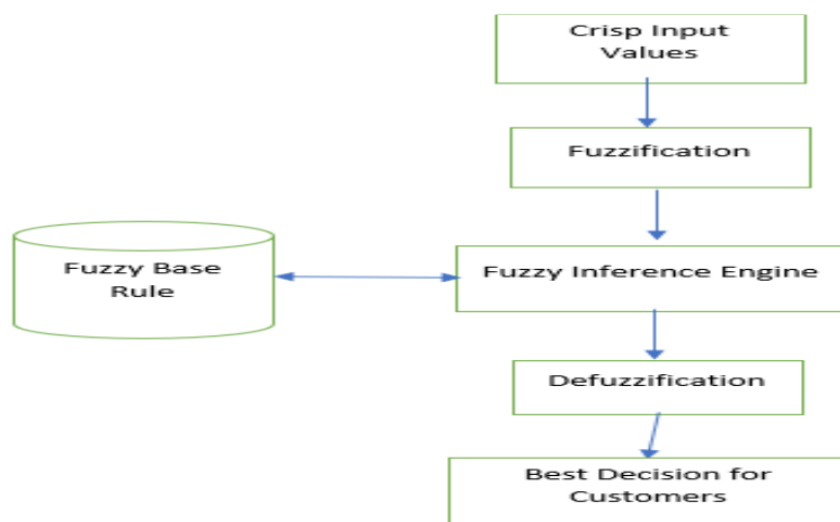 Crisp Input
Values
Fuzzification
Fuzzy Base
Rule
Fuzzy Inference Engine
Defuzzification
Best Decision for
Customers